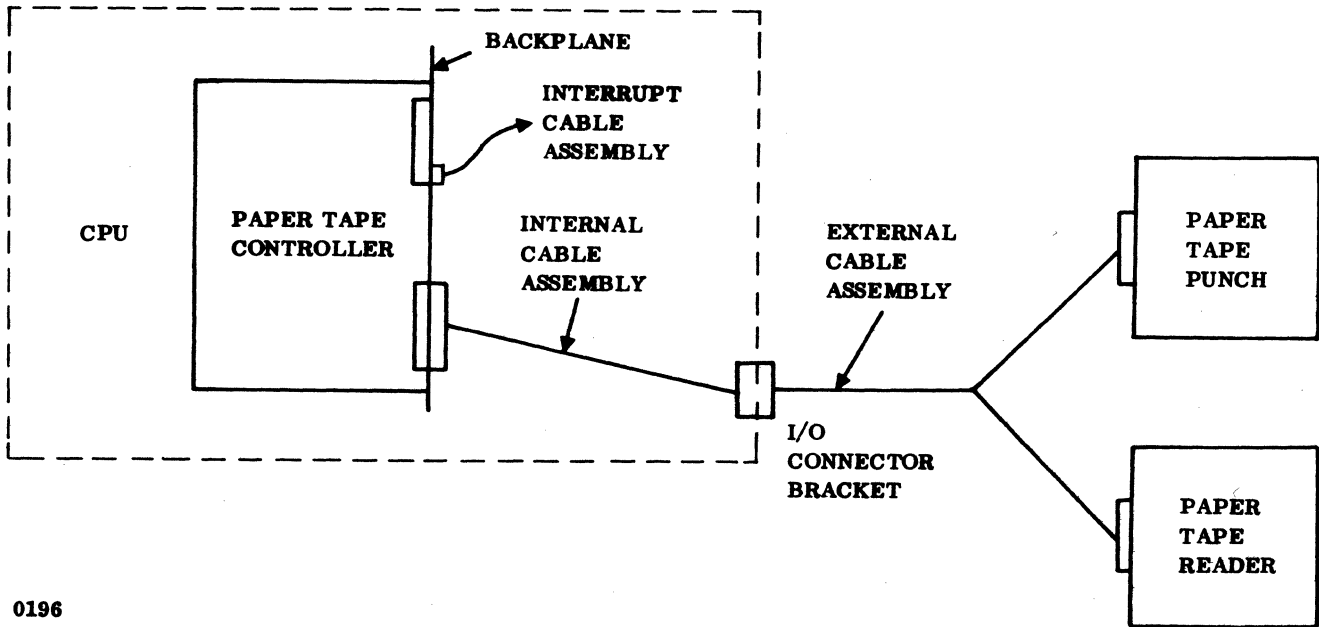 BACKPLANE
INTERRUPT
CABLE
ASSEMBLY
CPU
PAPER TAPE
CONTROLLER
INTERNAL
CABLE
ASSEMBLY
EXTERNAL
CABLE
ASSEMBLY
I/O
CONNECTOR
BRACKET
PAPER
TAPE
PUNCH
PAPER
TAPE
READER
0196